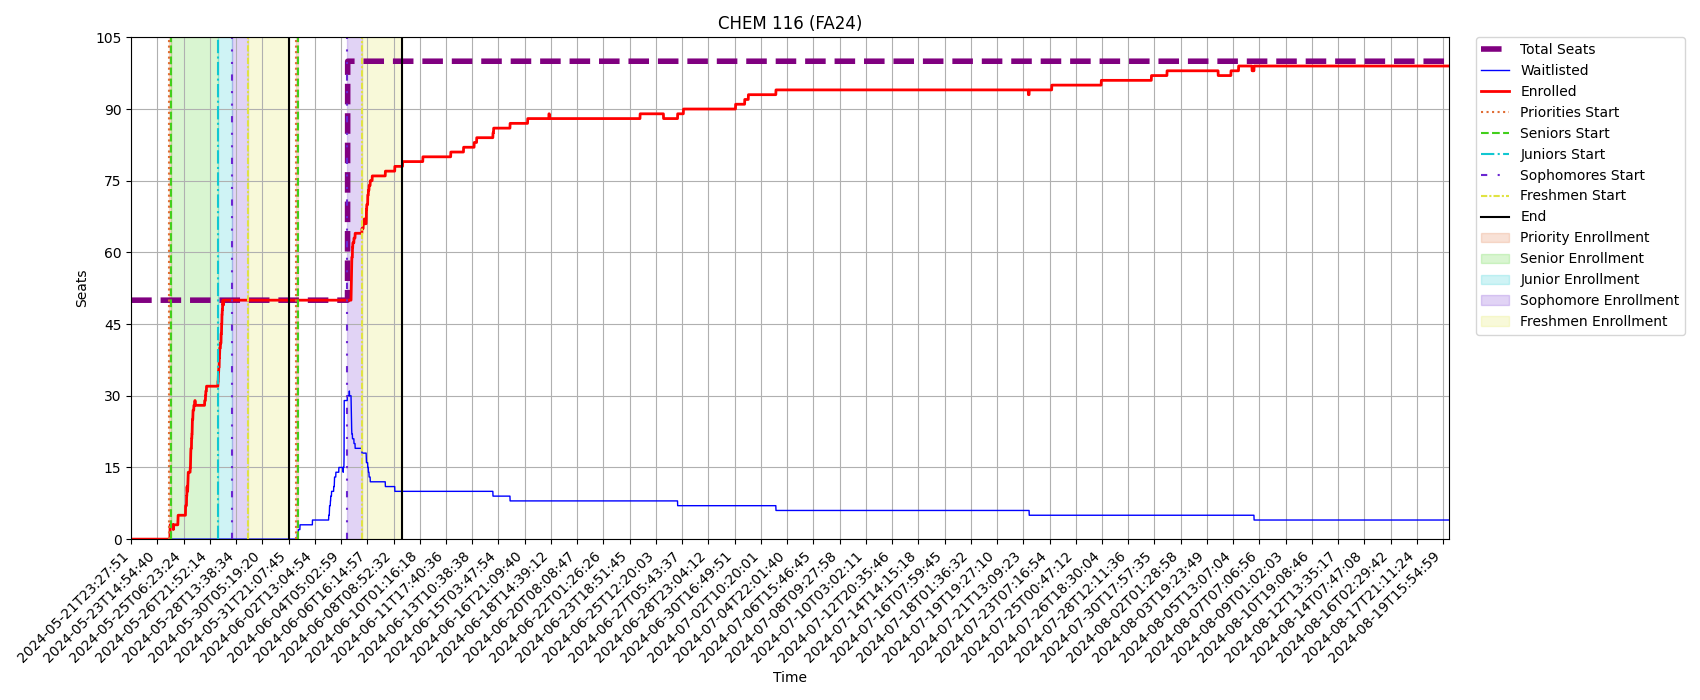 CHEM 116 (FA24)
105
90
75
60
45
30
15
0
Seats
2024-05-21T23:27:51
2024-05-23T14:54:40
2024-05-25T06:23:24
2024-05-26T21:52:14
2024-05-28T13:38:34
2024-05-30T05:19:20
2024-05-31T21:07:45
2024-06-02T13:04:54
2024-06-04T05:02:59
2024-06-06T16:14:57
2024-06-08T08:52:32
2024-06-10T01:16:18
2024-06-11T17:40:36
2024-06-13T10:38:38
2024-06-15T03:47:54
2024-06-16T21:09:40
2024-06-18T14:39:12
2024-06-20T08:08:47
2024-06-22T01:26:26
2024-06-23T18:51:45
2024-06-25T12:20:03
2024-06-27T05:43:37
2024-06-28T23:04:12
2024-06-30T16:49:51
2024-07-02T10:20:01
2024-07-04T22:01:40
2024-07-06T15:46:45
2024-07-08T09:27:58
2024-07-10T03:02:11
2024-07-12T20:35:46
2024-07-14T14:15:18
2024-07-16T07:59:45
2024-07-18T01:36:32
2024-07-19T19:27:10
2024-07-21T13:09:23
2024-07-23T07:16:54
2024-07-25T00:47:12
2024-07-26T18:30:04
2024-07-28T12:11:36
2024-07-30T17:57:35
2024-08-02T01:28:58
2024-08-03T19:23:49
2024-08-05T13:07:04
2024-08-07T07:06:56
2024-08-09T01:02:03
2024-08-10T19:08:46
2024-08-12T13:35:17
2024-08-14T07:47:08
2024-08-16T02:29:42
2024-08-17T21:11:24
2024-08-19T15:54:59
Time
Total Seats
Waitlisted
Enrolled
Priorities Start
Seniors Start
Juniors Start
Sophomores Start
Freshmen Start
End
Priority Enrollment
Senior Enrollment
Junior Enrollment
Sophomore Enrollment
Freshmen Enrollment